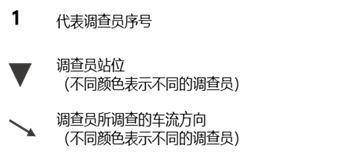 1 代表调查员序号
调查员站位
（不同颜色表示不同的调查员）
调查员所调查的车流方向
（不同颜色表示不同的调查员）